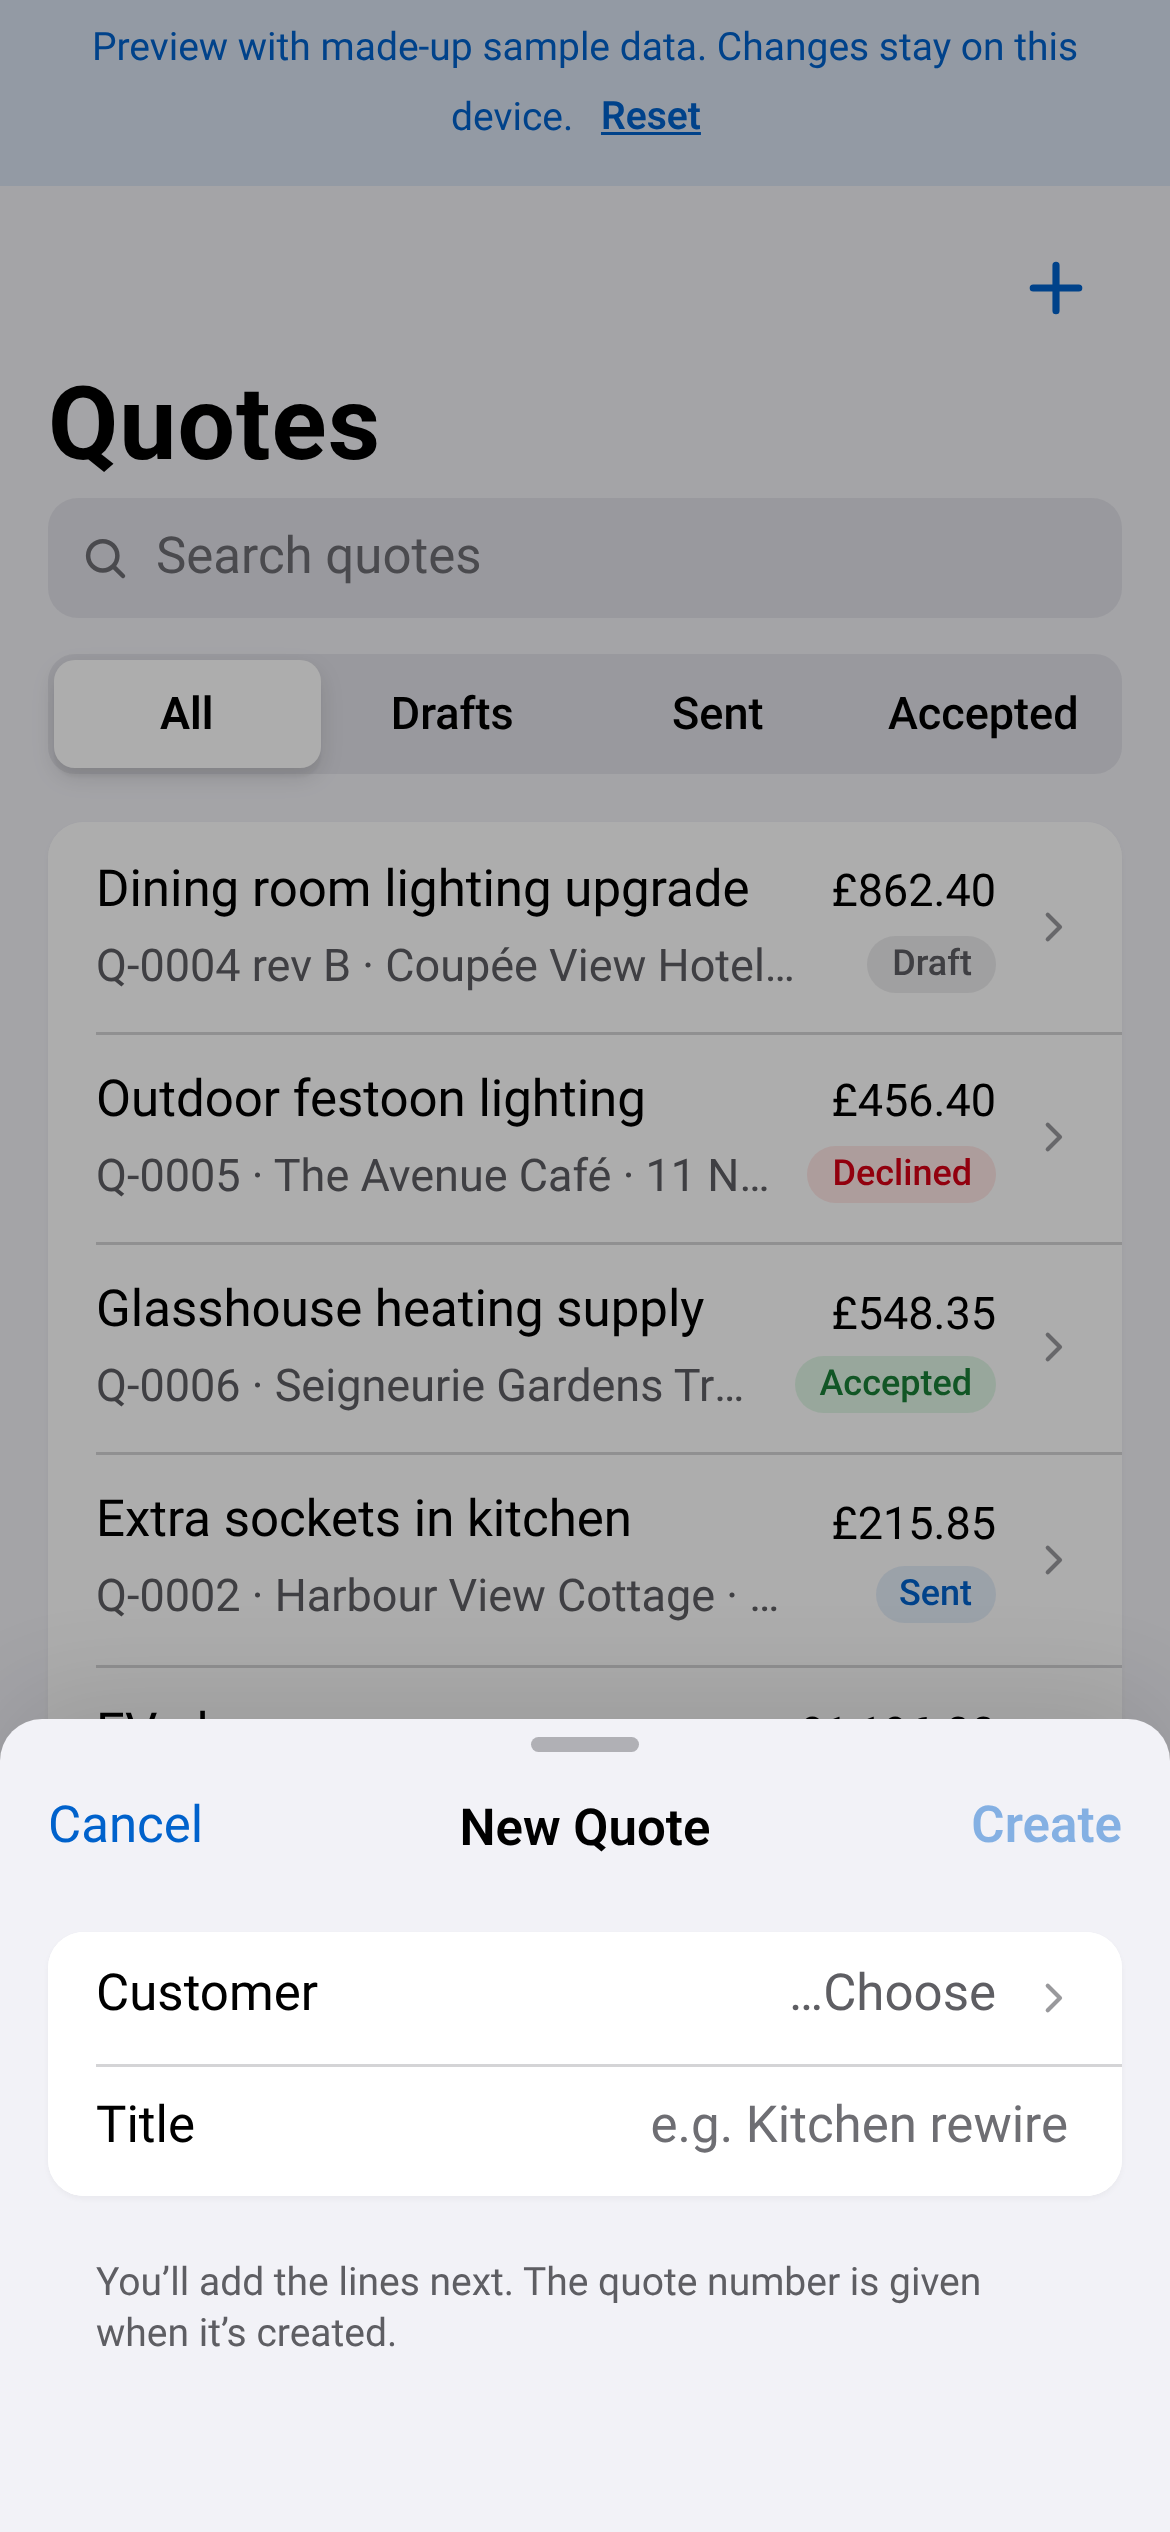 Preview with made-up sample data. Changes stay on this
device. Reset
Quotes
Search quotes
All Drafts Sent Accepted
Dining room lighting upgrade £862.40
Q-0004 rev B · Coupée View Hotel… Draft
Outdoor festoon lighting £456.40
Q-0005 · The Avenue Café · 11 N… Declined
Glasshouse heating supply £548.35
Q-0006 · Seigneurie Gardens Tr… Accepted
Extra sockets in kitchen £215.85
Q-0002 · Harbour View Cottage · … Sent
Cancel New Quote Create
Customer …Choose
Title e.g. Kitchen rewire
You’ll add the lines next. The quote number is given
when it’s created.